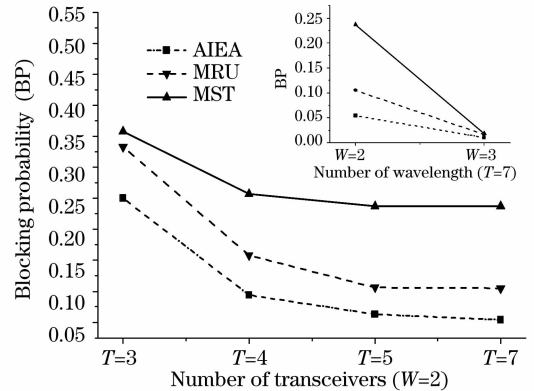 0.55
0.50
0.45
0.40
0.35
0.30
0.25
0.20
0.15
0.10
0.05
Blocking probability (BP)
AIEA
MRU
MST
T=3
T=4
T=5
T=7
Number of transceivers (W=2)
0.25
0.20
0.15
0.10
0.05
0.00
BP
W=2
W=3
Number of wavelength (T=7)